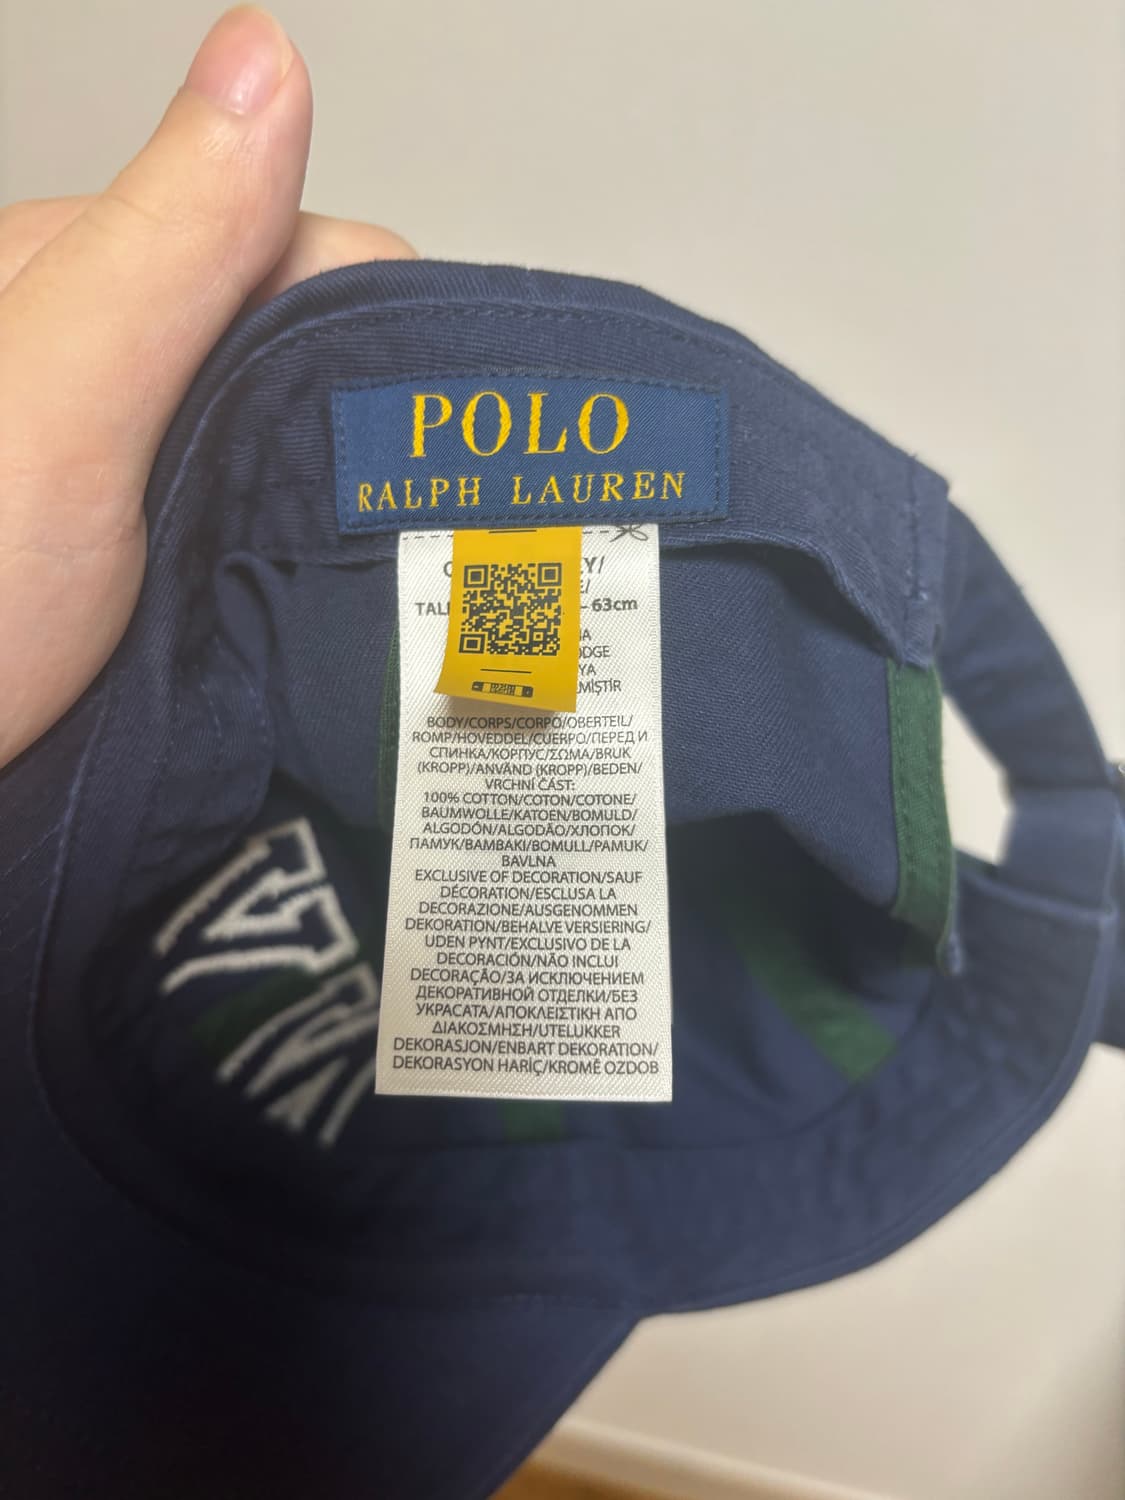 POLO
RALPH LAUREN
63cm
BODY/CORPS/CORPO/OBERTEIL/
ROMP/HOVEDDEL/CUERPO/ПЕРЕД И
СПИНКА/КОРПУС/ΣΩΜΑ/BRUK
(KROPP)/ANVÄND (KROPP)/BEDEN/
VRCHNÍ ČÁST:
100% COTTON/COTON/COTONE/
BAUMWOLLE/KATOEN/BOMULD/
ALGODÓN/ALGODÃO/ХЛОПОК/
ПАМУК/ΒΑΜΒΑΚΙ/BOMULL/PAMUK/
BAVLNA
EXCLUSIVE OF DECORATION/SAUF
DÉCORATION/ESCLUSA LA
DECORAZIONE/AUSGENOMMEN
DEKORATION/BEHALVE VERSIERING/
UDEN PYNT/EXCLUSIVO DE LA
DECORACIÓN/NÃO INCLUI
DECORAÇÃO/ЗА ИСКЛЮЧЕНИЕМ
ДЕКОРАТИВНОЙ ОТДЕЛКИ/БЕЗ
УКРАСАТА/ΑΠΟΚΛΕΙΣΤΙΚΗ ΑΠΟ
ΔΙΑΚΟΣΜΗΣΗ/UTELUKKER
DEKORASJON/ENBART DEKORATION/
DEKORASYON HARİÇ/KROMĚ OZDOB